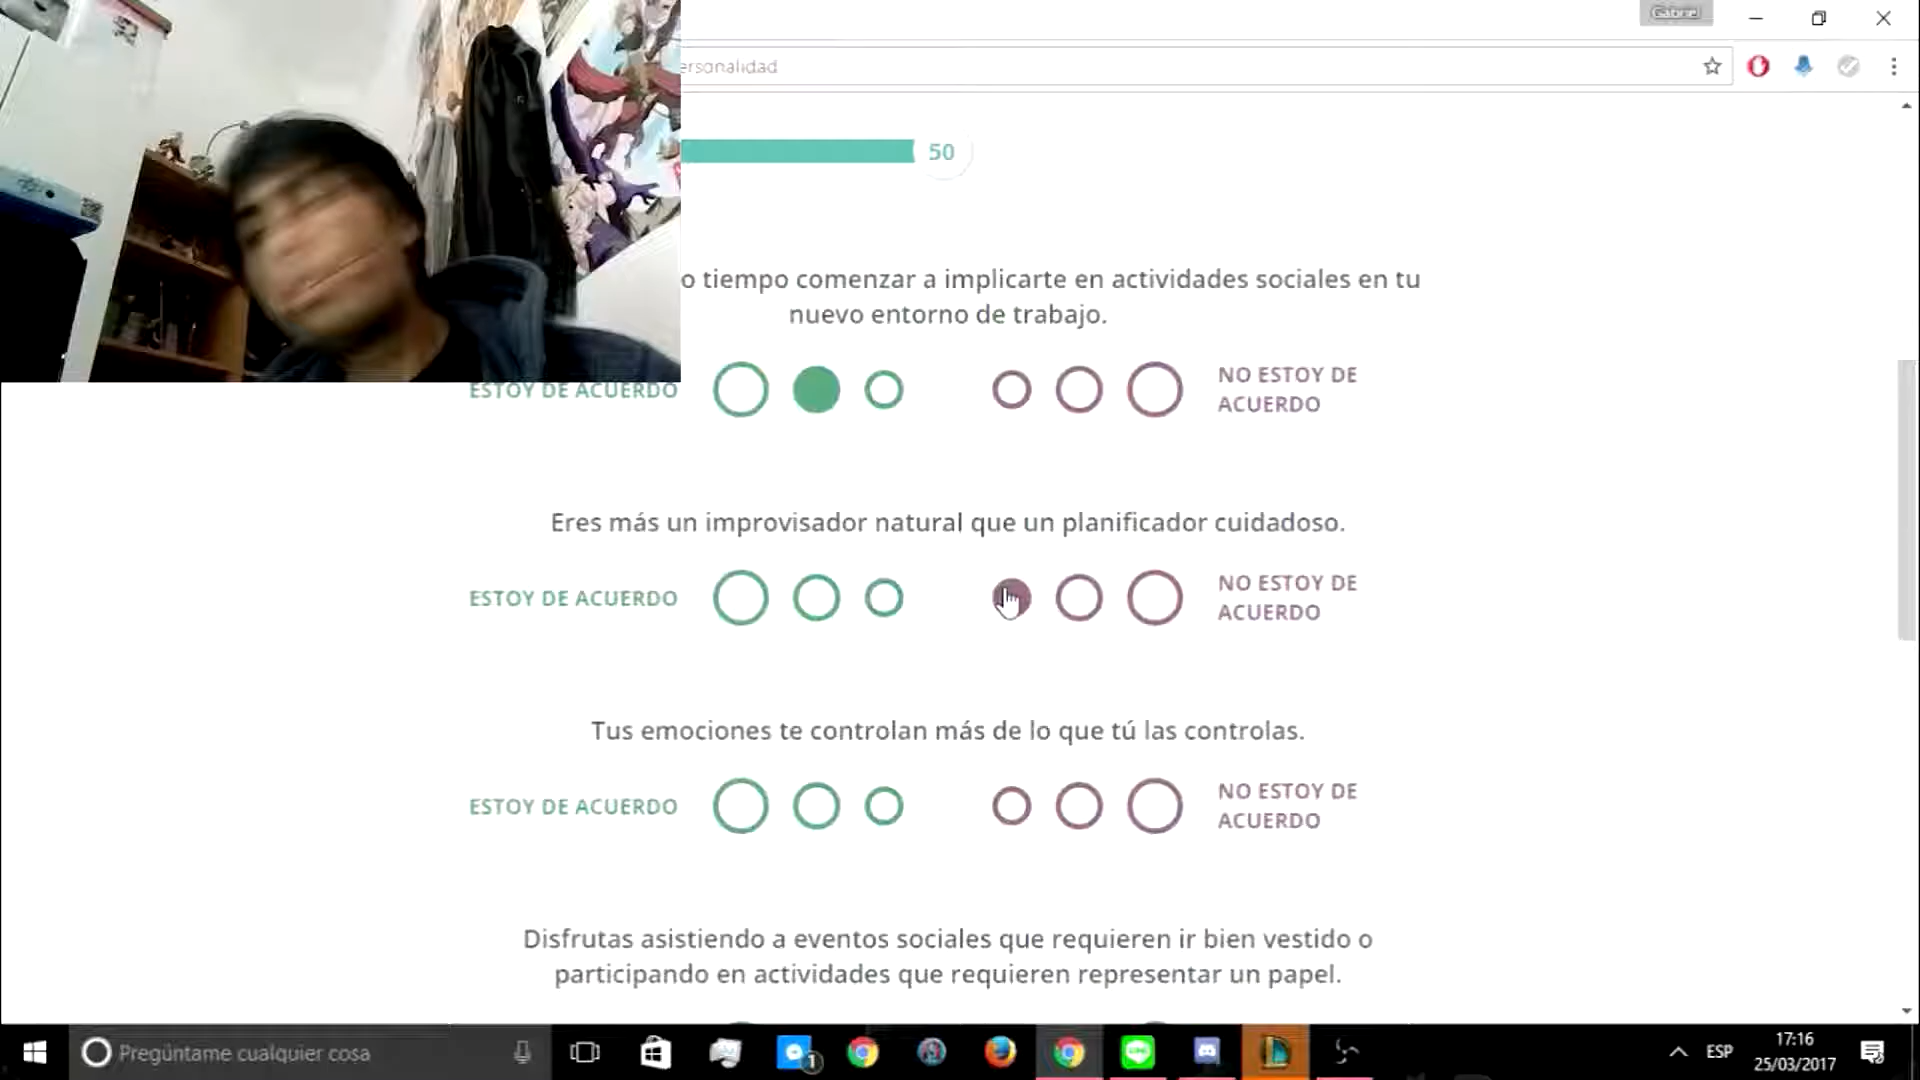 Gabriel
ersonalidad
50
o tiempo comenzar a implicarte en actividades sociales en tu
nuevo entorno de trabajo.
ESTOY DE ACUERDO
NO ESTOY DE
ACUERDO
Eres más un improvisador natural que un planificador cuidadoso.
ESTOY DE ACUERDO
NO ESTOY DE
ACUERDO
Tus emociones te controlan más de lo que tú las controlas.
ESTOY DE ACUERDO
NO ESTOY DE
ACUERDO
Disfrutas asistiendo a eventos sociales que requieren ir bien vestido o
participando en actividades que requieren representar un papel.
Pregúntame cualquier cosa
1
LINE
ESP
17:16
25/03/2017